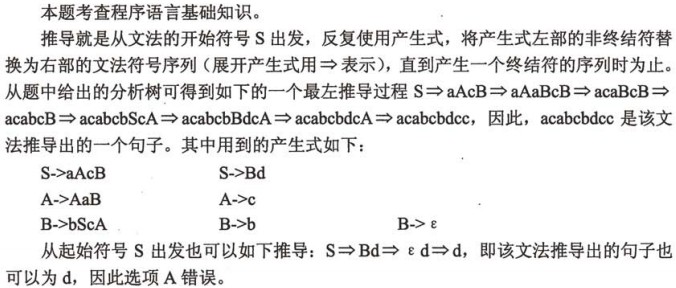 本题考查程序语言基础知识。
推导就是从文法的开始符号 S 出发，反复使用产生式，将产生式左部的非终结符替
换为右部的文法符号序列（展开产生式用⇒表示），直到产生一个终结符的序列时为止。
从题中给出的分析树可得到如下的一个最左推导过程 S⇒aAcB⇒aAaBcB⇒acaBcB⇒
acabcB⇒acabcbScA⇒acabcbBdcA⇒acabcbdcA⇒acabcbdcc，因此，acabcbdcc 是该文
法推导出的一个句子。其中用到的产生式如下：
S->aAcB S->Bd
A->AaB A->c
B->bScA B->b B->ε
从起始符号 S 出发也可以如下推导：S⇒Bd⇒εd⇒d，即该文法推导出的句子也
可以为 d，因此选项 A 错误。